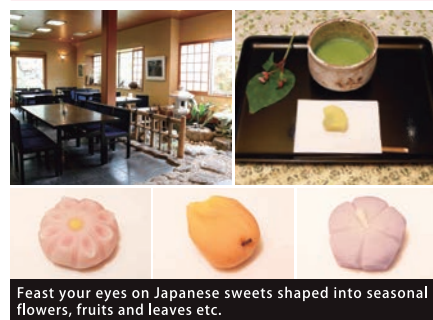 Feast your eyes on Japanese sweets shaped into seasonal
flowers, fruits and leaves etc.